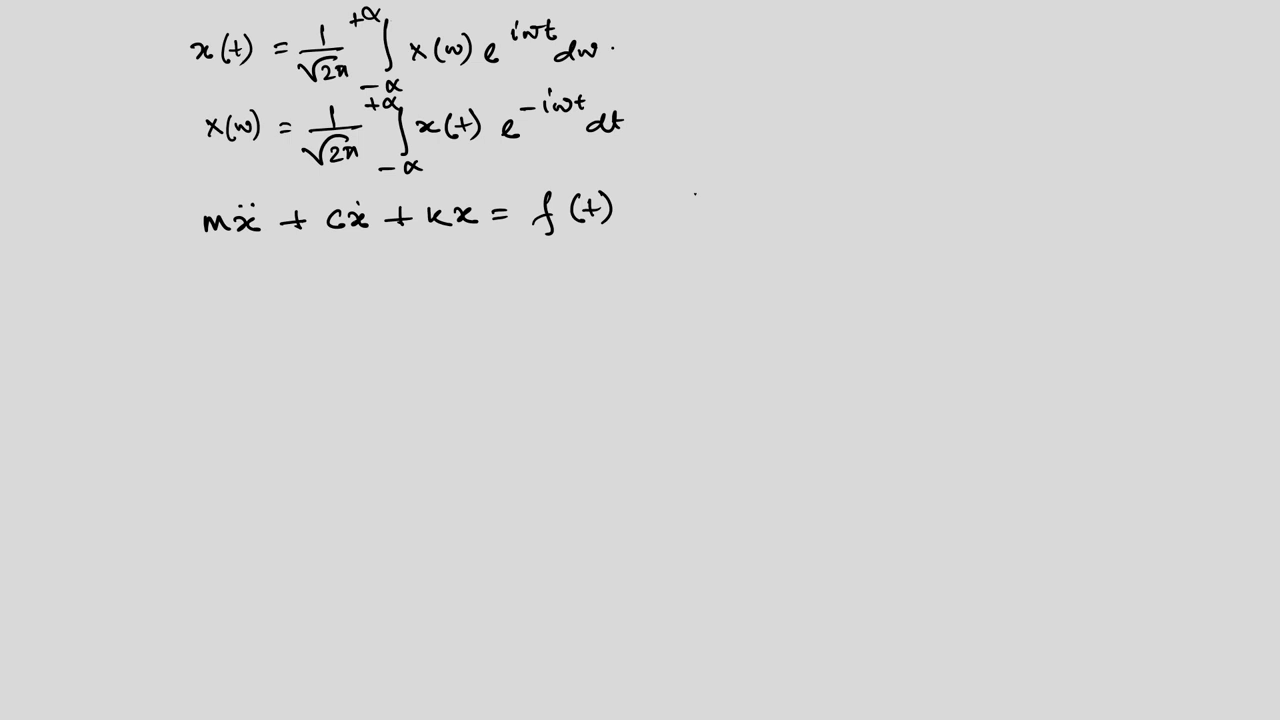 x(t) = 1/√2π ∫_{-α}^{+α} X(ω) e^{iωt} dω.
X(ω) = 1/√2π ∫_{-α}^{+α} x(t) e^{-iωt} dt
mẍ + cẋ + kx = f(t)